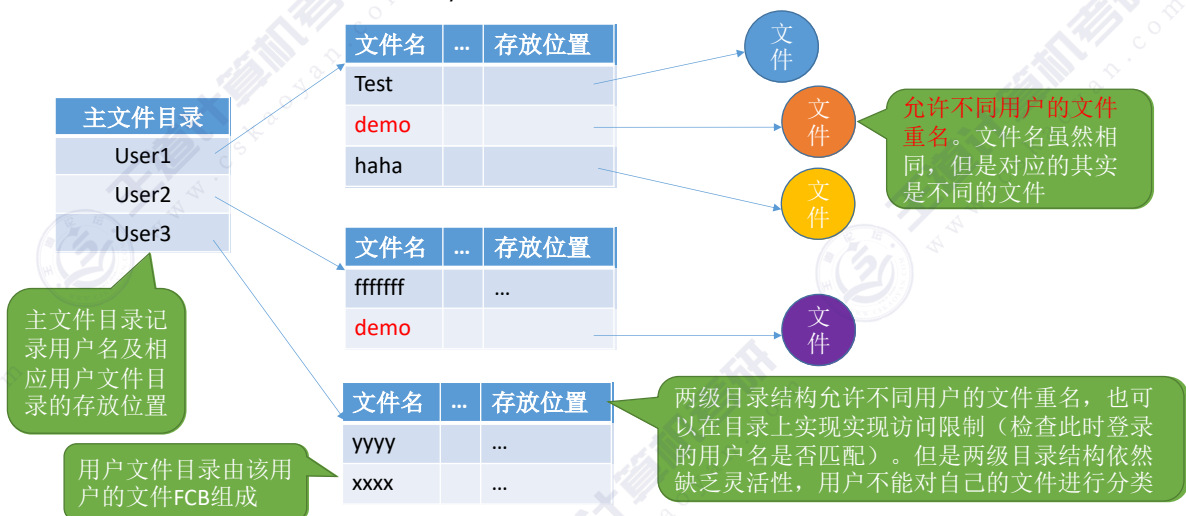 主文件目录
User1
User2
User3
文件名 … 存放位置
Test
demo
haha
文件名 … 存放位置
fffffff …
demo
文件名 … 存放位置
yyyy …
xxxx …
文
件
文
件
文
件
文
件
允许不同用户的文件
重名。文件名虽然相
同，但是对应的其实
是不同的文件
主文件目录记
录用户名及相
应用户文件目
录的存放位置
用户文件目录由该用
户的文件FCB组成
两级目录结构允许不同用户的文件重名，也可
以在目录上实现实现访问限制（检查此时登录
的用户名是否匹配）。但是两级目录结构依然
缺乏灵活性，用户不能对自己的文件进行分类